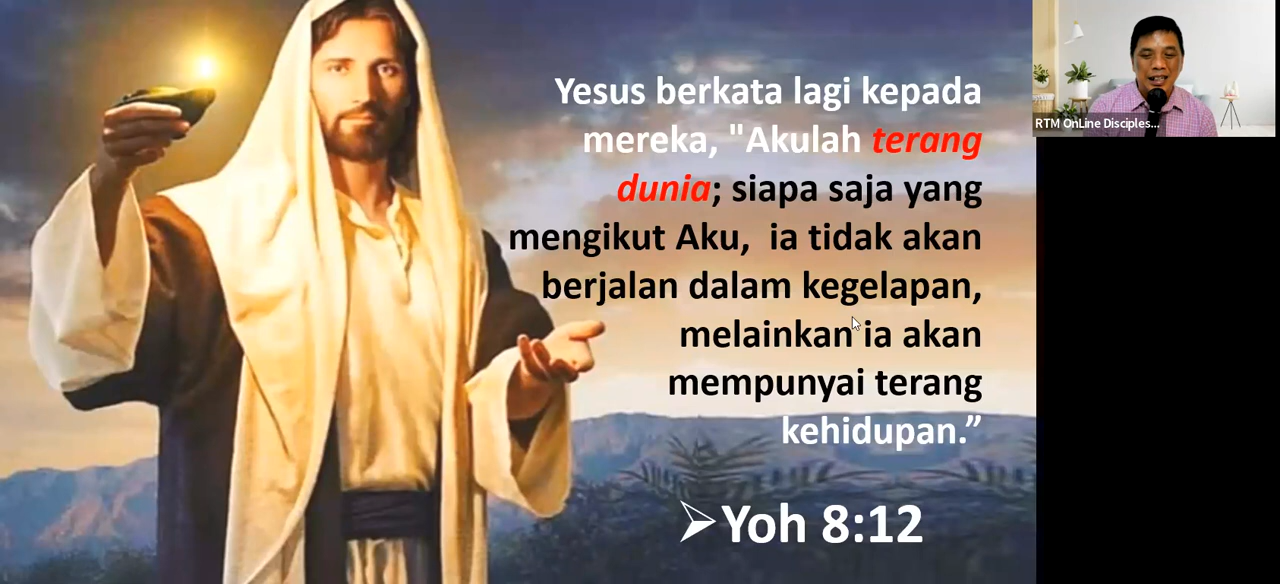 Yesus berkata lagi kepada
mereka, "Akulah terang
dunia; siapa saja yang
mengikut Aku,  ia tidak akan
berjalan dalam kegelapan,
melainkan ia akan
mempunyai terang
kehidupan.”
➢Yoh 8:12
RTM OnLine Disciples...